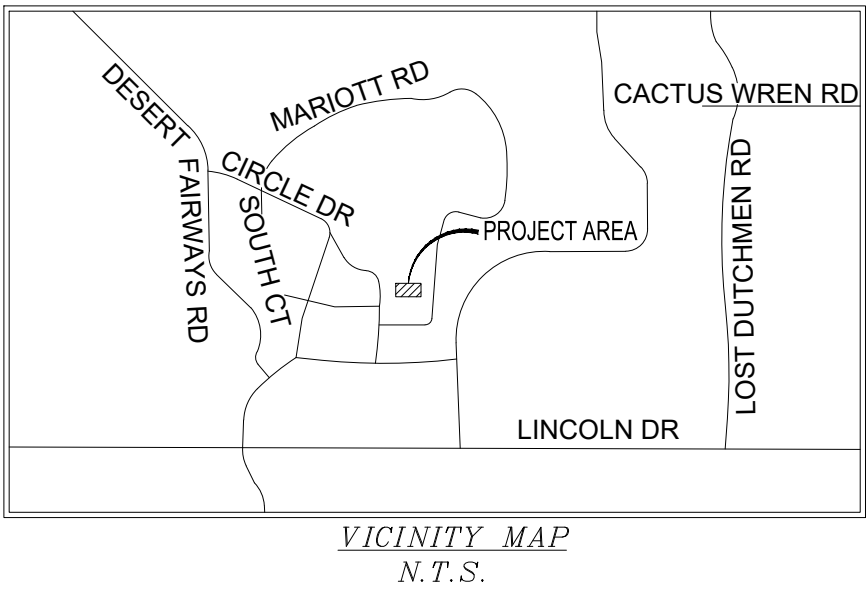 DESERT
FAIRWAYS RD
MARIOTT RD
CIRCLE DR
SOUTH CT
PROJECT AREA
CACTUS WREN RD
LOST DUTCHMEN RD
LINCOLN DR
VICINITY MAP
N.T.S.